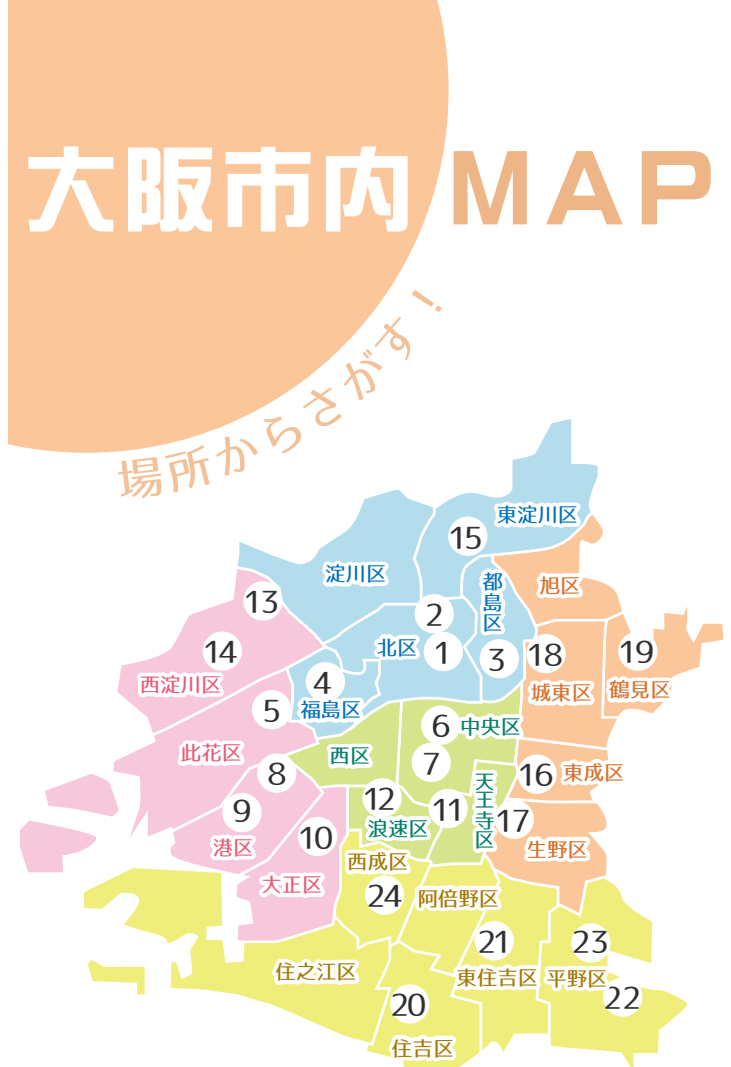 大阪市内 MAP
場所からさがす！
東淀川区
15
淀川区
旭区
都島区
13
2
北区
1
3
18
19
14
西淀川区
4
福島区
城東区
鶴見区
5
6
中央区
此花区
西区
7
8
16
東成区
天王寺区
12
11
9
17
浪速区
10
港区
生野区
西成区
大正区
24
阿倍野区
21
23
住之江区
東住吉区
平野区
22
20
住吉区